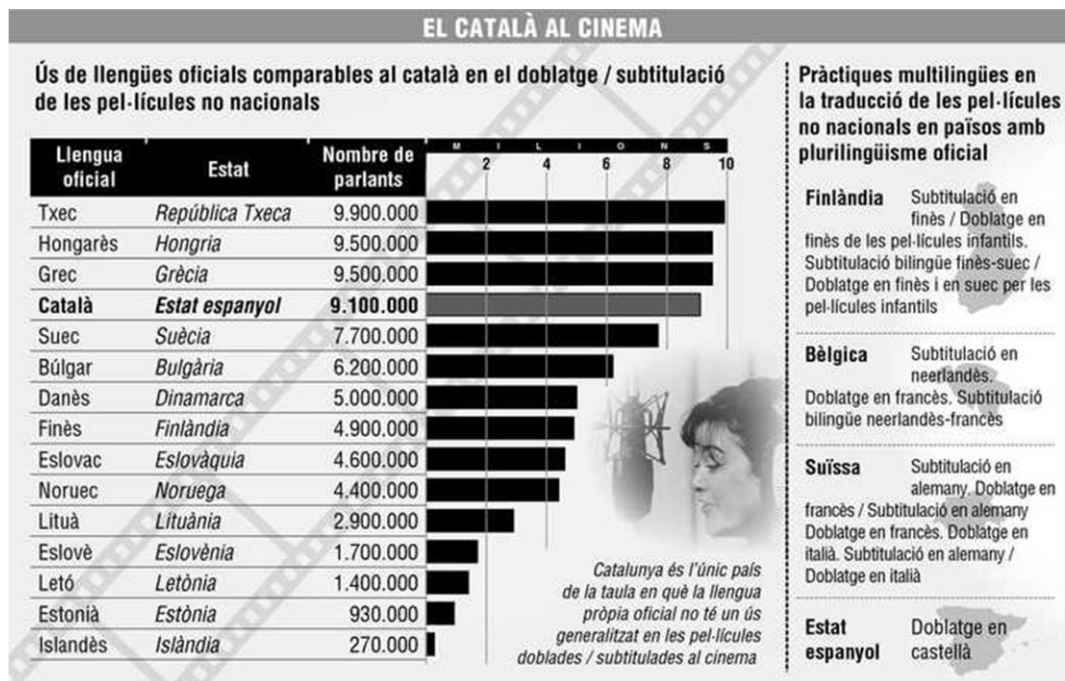 EL CATALÀ AL CINEMA
Ús de llengües oficials comparables al català en el doblatge / subtitulació
de les pel·lícules no nacionals
Llengua oficial Estat Nombre de parlants
MILIONS
2 4 6 8 10
Txec República Txeca 9.900.000
Hongarès Hongria 9.500.000
Grec Grècia 9.500.000
Català Estat espanyol 9.100.000
Suec Suècia 7.700.000
Búlgar Bulgària 6.200.000
Danès Dinamarca 5.000.000
Finès Finlàndia 4.900.000
Eslovac Eslovàquia 4.600.000
Noruec Noruega 4.400.000
Lituà Lituània 2.900.000
Eslovè Eslovènia 1.700.000
Letó Letònia 1.400.000
Estonià Estònia 930.000
Islandès Islàndia 270.000
Catalunya és l'únic país
de la taula en què la llengua
pròpia oficial no té un ús
generalitzat en les pel·lícules
doblades / subtitulades al cinema
Pràctiques multilingües en
la traducció de les pel·lícules
no nacionals en països amb
plurilingüisme oficial
Finlàndia Subtitulació en
finès / Doblatge en
finès de les pel·lícules infantils.
Subtitulació bilingüe finès-suec /
Doblatge en finès i en suec per les
pel·lícules infantils
Bèlgica Subtitulació en
neerlandès.
Doblatge en francès. Subtitulació
bilingüe neerlandès-francès
Suïssa Subtitulació en
alemany. Doblatge en
francès / Subtitulació en alemany
Doblatge en francès. Doblatge en
italià. Subtitulació en alemany /
Doblatge en italià
Estat Doblatge en
espanyol castellà